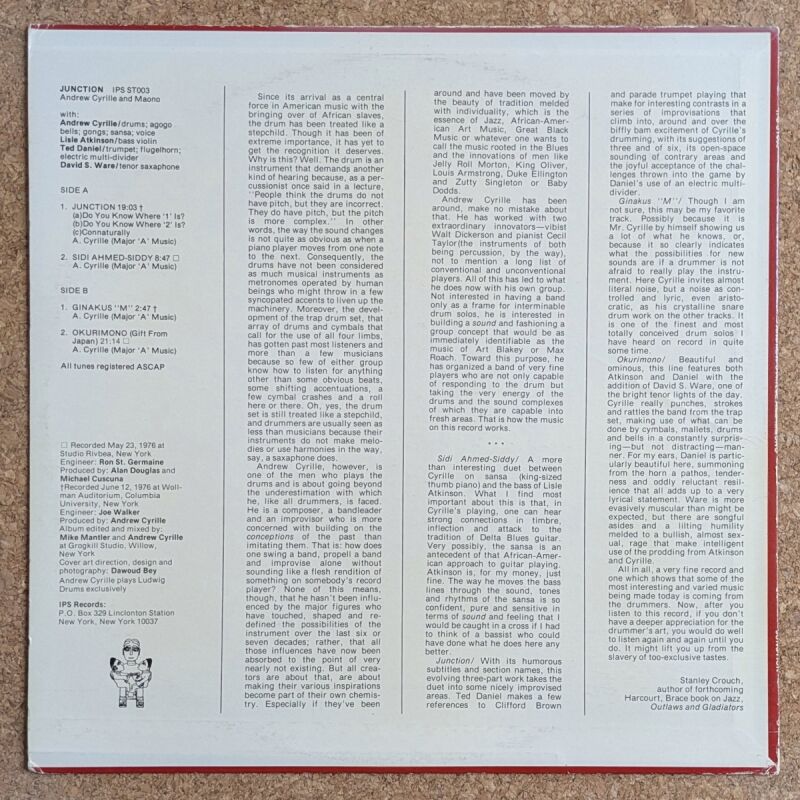 JUNCTION IPS ST003
Andrew Cyrille and Maono
with:
Andrew Cyrille/drums; agogo
bells; gongs; sansa; voice
Lisle Atkinson/bass violin
Ted Daniel/trumpet; flugelhorn;
electric multi-divider
David S. Ware/tenor saxophone
SIDE A
1. JUNCTION 19:03 †
(a)Do You Know Where '1' Is?
(b)Do You Know Where '2' Is?
(c)Connaturally
A. Cyrille (Major 'A' Music)
2. SIDI AHMED-SIDDY 8:47 □
A. Cyrille (Major 'A' Music)
SIDE B
1. GINAKUS "M" 2:47 †
A. Cyrille (Major 'A' Music)
2. OKURIMONO (Gift From
Japan) 21:14 □
A. Cyrille (Major 'A' Music)
All tunes registered ASCAP
□ Recorded May 23, 1976 at
Studio Rivbea, New York
Engineer: Ron St. Germaine
Produced by: Alan Douglas and
Michael Cuscuna
†Recorded June 12, 1976 at Woll-
man Auditorium, Columbia
University, New York
Engineer: Joe Walker
Produced by: Andrew Cyrille
Album edited and mixed by:
Mike Mantler and Andrew Cyrille
at Grogkill Studio, Willow,
New York
Cover art direction, design and
photography: Dawoud Bey
Andrew Cyrille plays Ludwig
Drums exclusively
IPS Records:
P.O. Box 329 Linclonton Station
New York, New York 10037
Since its arrival as a central
force in American music with the
bringing over of African slaves,
the drum has been treated like a
stepchild. Though it has been of
extreme importance, it has yet to
get the recognition it deserves.
Why is this? Well. The drum is an
instrument that demands another
kind of hearing because, as a per-
cussionist once said in a lecture,
"People think the drums do not
have pitch, but they are incorrect.
They do have pitch, but the pitch
is more complex." In other
words, the way the sound changes
is not quite as obvious as when a
piano player moves from one note
to the next. Consequently, the
drums have not been considered
as much musical instruments as
metronomes operated by human
beings who might throw in a few
syncopated accents to liven up the
machinery. Moreover, the devel-
opment of the trap drum set, that
array of drums and cymbals that
call for the use of all four limbs,
has gotten past most listeners and
more than a few musicians
because so few of either group
know how to listen for anything
other than some obvious beats,
some shifting accentuations, a
few cymbal crashes and a roll
here or there. Oh, yes, the drum
set is still treated like a stepchild,
and drummers are usually seen as
less than musicians because their
instruments do not make melo-
dies or use harmonies in the way,
say, a saxophone does.
Andrew Cyrille, however, is
one of the men who plays the
drums and is about going beyond
the underestimation with which
he, like all drummers, is faced.
He is a composer, a bandleader
and an improvisor who is more
concerned with building on the
conceptions of the past than
imitating them. That is: how does
one swing a band, propell a band
and improvise alone without
sounding like a flesh rendition of
something on somebody's record
player? None of this means,
though, that he hasn't been influ-
enced by the major figures who
have touched, shaped and re-
defined the possibilities of the
instrument over the last six or
seven decades; rather, that all
those influences have now been
absorbed to the point of very
nearly not existing. But all crea-
tors are about that, are about
making their various inspirations
become part of their own chemis-
try. Especially if they've been
around and have been moved by
the beauty of tradition melded
with individuality, which is the
essence of Jazz, African-Amer-
ican Art Music, Great Black
Music or whatever one wants to
call the music rooted in the Blues
and the innovations of men like
Jelly Roll Morton, King Oliver,
Louis Armstrong, Duke Ellington
and Zutty Singleton or Baby
Dodds.
Andrew Cyrille has been
around, make no mistake about
that. He has worked with two
extraordinary innovators—vibist
Walt Dickerson and pianist Cecil
Taylor(the instruments of both
being percussion, by the way),
not to mention a long list of
conventional and unconventional
players. All of this has led to what
he does now with his own group.
Not interested in having a band
only as a frame for interminable
drum solos, he is interested in
building a sound and fashioning a
group concept that would be as
immediately identifiable as the
music of Art Blakey or Max
Roach. Toward this purpose, he
has organized a band of very fine
players who are not only capable
of responding to the drum but
taking the very energy of the
drums and the sound complexes
of which they are capable into
fresh areas. That is how the music
on this record works.
• • •
Sidi Ahmed-Siddy/ A more
than interesting duet between
Cyrille on sansa (king-sized
thumb piano) and the bass of Lisle
Atkinson. What I find most
important about this is that, in
Cyrille's playing, one can hear
strong connections in timbre,
inflection and attack to the
tradition of Delta Blues guitar.
Very possibly, the sansa is an
antecedent of that African-Amer-
ican approach to guitar playing.
Atkinson is, for my money, just
fine. The way he moves the bass
lines through the sound, tones
and rhythms of the sansa is so
confident, pure and sensitive in
terms of sound and feeling that I
would be caught in a cross if I had
to think of a bassist who could
have done what he does here any
better.
Junction/ With its humorous
subtitles and section names, this
evolving three-part work takes the
duet into some nicely improvised
areas. Ted Daniel makes a few
references to Clifford Brown
and parade trumpet playing that
make for interesting contrasts in a
series of improvisations that
climb into, around and over the
biffly bam excitement of Cyrille's
drumming, with its suggestions of
three and of six, its open-space
sounding of contrary areas and
the joyful acceptance of the chal-
lenges thrown into the game by
Daniel's use of an electric multi-
divider.
Ginakus "M"/ Though I am
not sure, this may be my favorite
track. Possibly because it is
Mr. Cyrille by himself showing us
a lot of what he knows, or,
because it so clearly indicates
what the possibilities for new
sounds are if a drummer is not
afraid to really play the instru-
ment. Here Cyrille invites almost
literal noise, but a noise as con-
trolled and lyric, even aristo-
cratic, as his crystalline snare
drum work on the other tracks. It
is one of the finest and most
totally conceived drum solos I
have heard on record in quite
some time.
Okurimono/ Beautiful and
ominous, this line features both
Atkinson and Daniel with the
addition of David S. Ware, one of
the bright tenor lights of the day.
Cyrille really punches, strokes
and rattles the band from the trap
set, making use of what can be
done by cymbals, mallets, drums
and bells in a constantly surpris-
ing—but not distracting—man-
ner. For my ears, Daniel is partic-
ularly beautiful here, summoning
from the horn a pathos, tender-
ness and oddly reluctant resil-
ience that all adds up to a very
lyrical statement. Ware is more
evasively muscular than might be
expected, but there are songful
asides and a lilting humility
melded to a bullish, almost sex-
ual, rage that make intelligent
use of the prodding from Atkinson
and Cyrille.
All in all, a very fine record and
one which shows that some of the
most interesting and varied music
being made today is coming from
the drummers. Now, after you
listen to this record, if you don't
have a deeper appreciation for the
drummer's art, you would do well
to listen again and again until you
do. It might lift you up from the
slavery of too-exclusive tastes.
Stanley Crouch,
author of forthcoming
Harcourt, Brace book on Jazz,
Outlaws and Gladiators